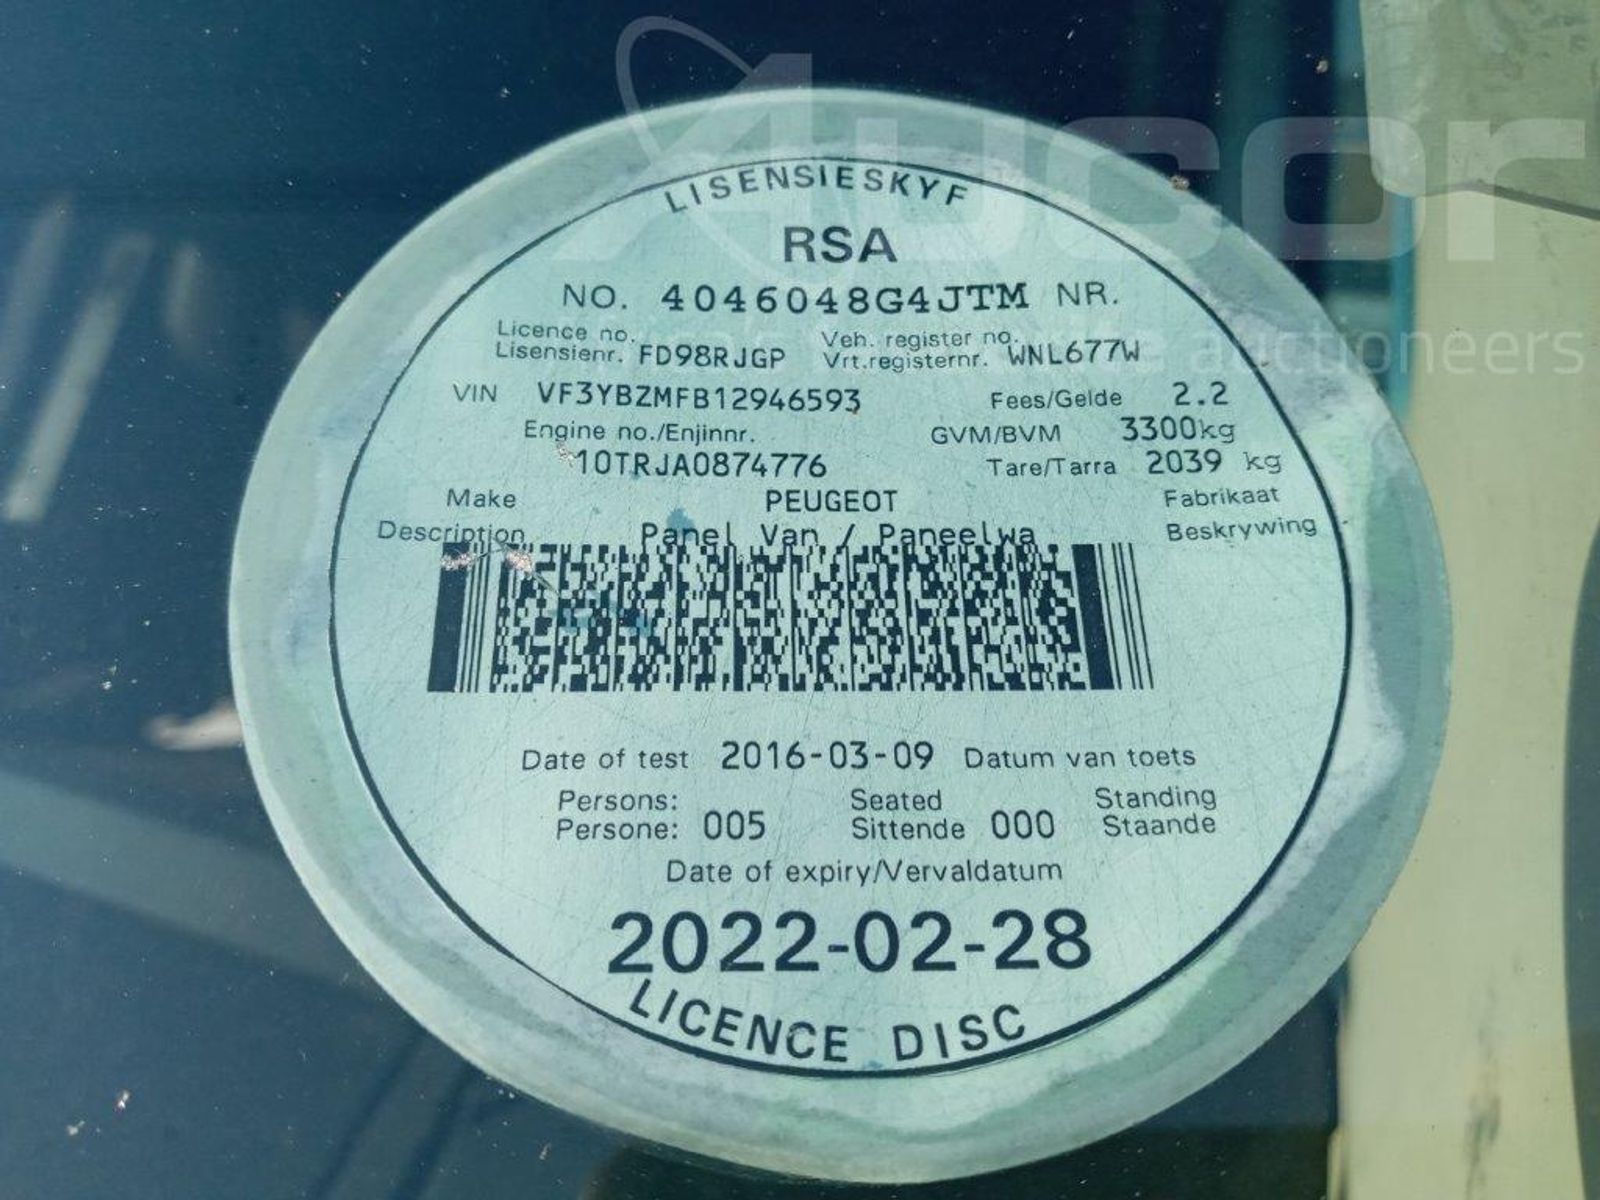 Aucor
LISENSIESKYF
RSA
NO. 4046048G4JTM NR.
Licence no. Veh. register no.
Lisensienr. FD98RJGP Vrt.registernr. WNL677W
auctioneers
VIN VF3YBZMFB12946593 Fees/Gelde 2.2
Engine no./Enjinnr. GVM/BVM 3300kg
10TRJA0874776 Tare/Tarra 2039 kg
Make PEUGEOT Fabrikaat
Description Panel Van / Paneelwa Beskrywing
Date of test 2016-03-09 Datum van toets
Persons: Seated Standing
Persone: 005 Sittende 000 Staande
Date of expiry/Vervaldatum
2022-02-28
LICENCE DISC